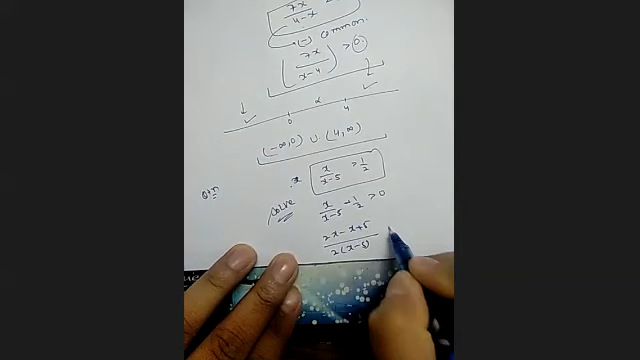 7x / 4-x
(-) common.
(7x / x-4) > 0.
0 4
(-∞,0) ∪ (4,∞)
x / x-5 > 1/2
Solve
x / x-5 - 1/2 > 0
2x - x+5 / 2(x-5)